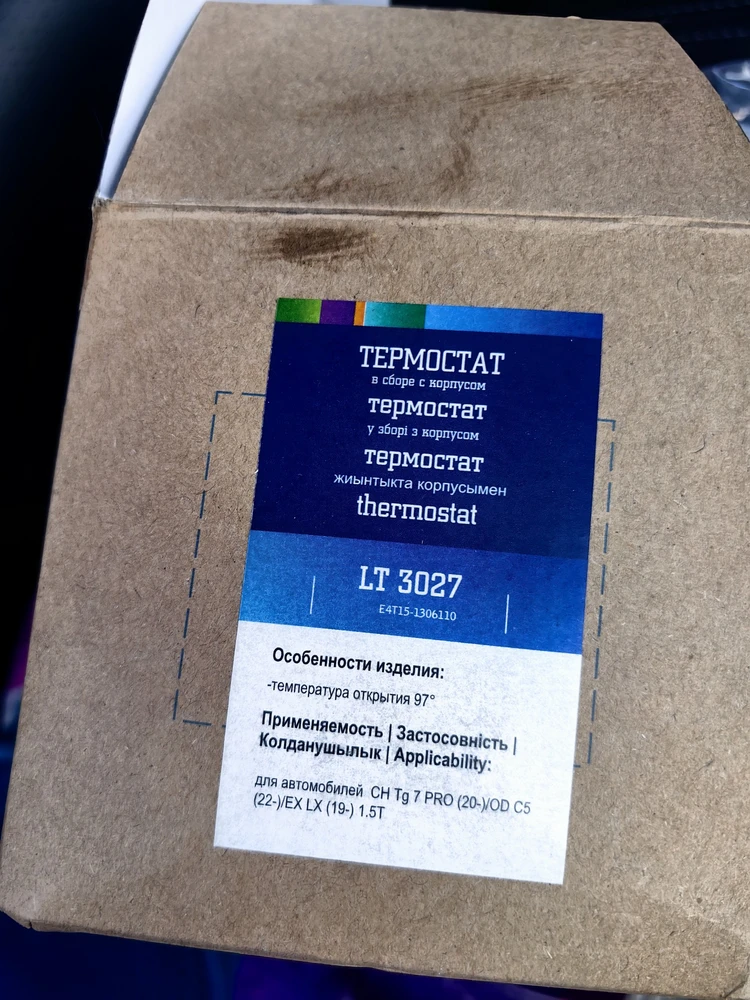 ТЕРМОСТАТ
в сборе с корпусом
термостат
у зборі з корпусом
термостат
жиынтыкта корпусымен
thermostat
LT 3027
E4T15-1306110
Особенности изделия:
-температура открытия 97°
Применяемость | Застосовність |
Колданушылык | Applicability:
для автомобилей CH Tg 7 PRO (20-)/OD C5
(22-)/EX LX (19-) 1.5T